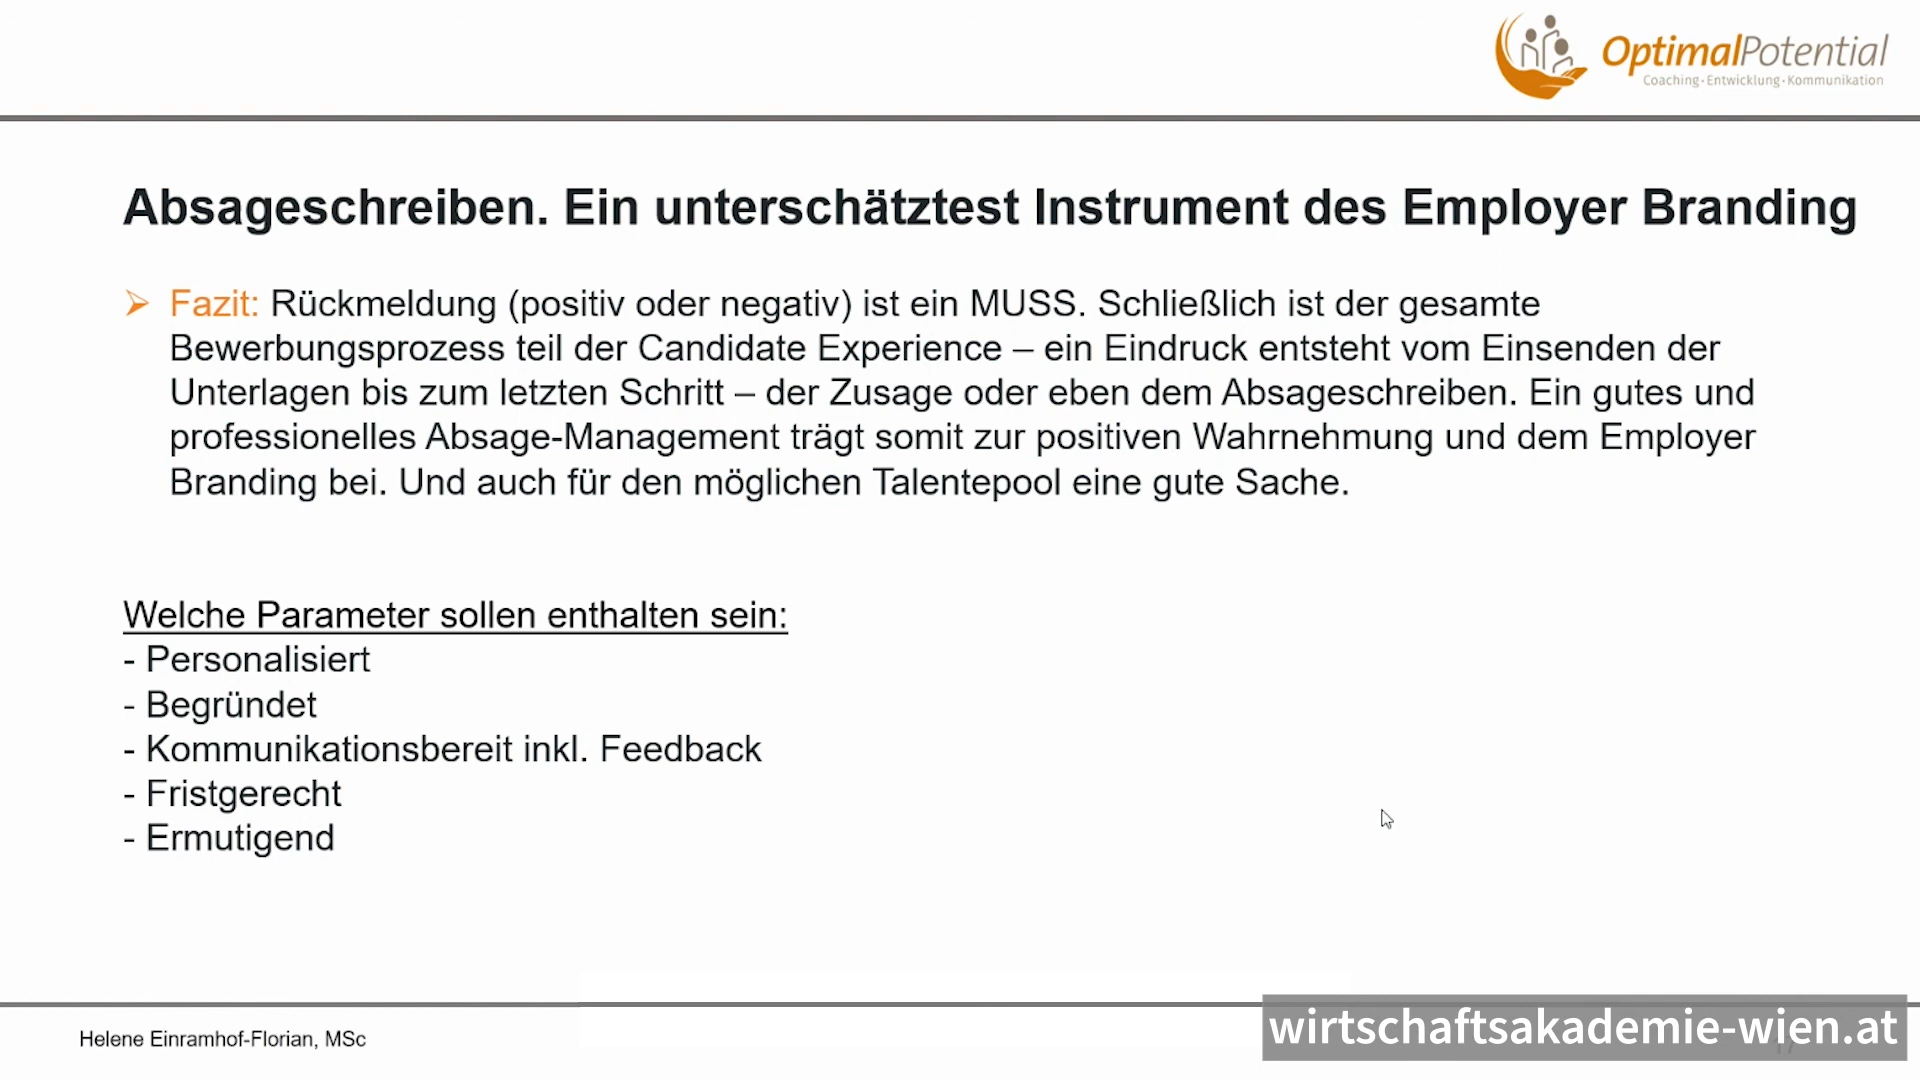 OptimalPotential
Coaching·Entwicklung·Kommunikation
Absageschreiben. Ein unterschätztest Instrument des Employer Branding
➢ Fazit: Rückmeldung (positiv oder negativ) ist ein MUSS. Schließlich ist der gesamte
Bewerbungsprozess teil der Candidate Experience – ein Eindruck entsteht vom Einsenden der
Unterlagen bis zum letzten Schritt – der Zusage oder eben dem Absageschreiben. Ein gutes und
professionelles Absage-Management trägt somit zur positiven Wahrnehmung und dem Employer
Branding bei. Und auch für den möglichen Talentepool eine gute Sache.
Welche Parameter sollen enthalten sein:
- Personalisiert
- Begründet
- Kommunikationsbereit inkl. Feedback
- Fristgerecht
- Ermutigend
Helene Einramhof-Florian, MSc
wirtschaftsakademie-wien.at